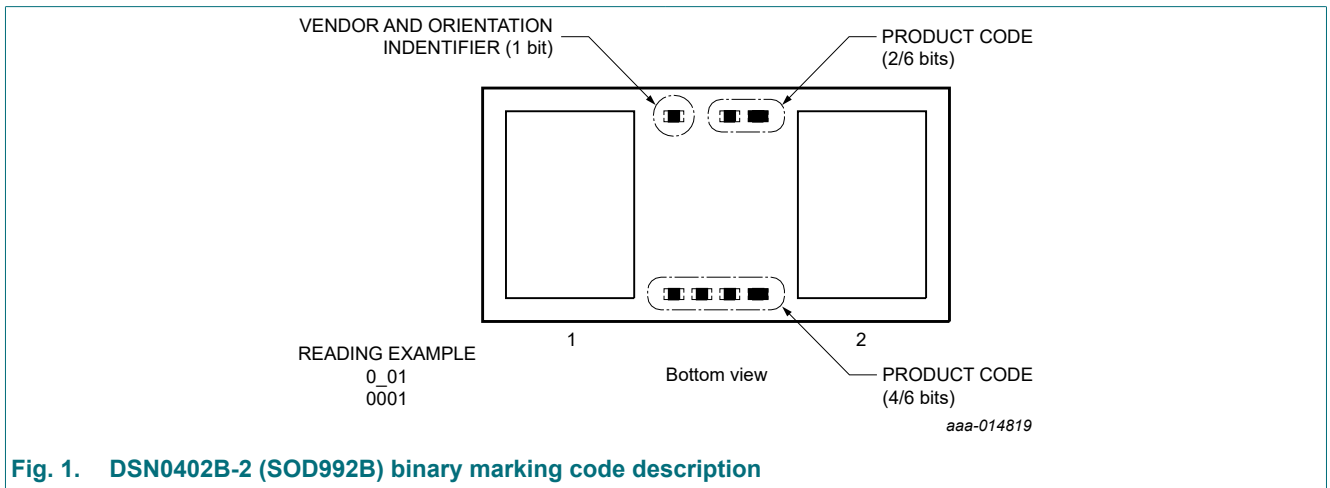 VENDOR AND ORIENTATION
INDENTIFIER (1 bit)
PRODUCT CODE
(2/6 bits)
1
2
READING EXAMPLE
0_01
0001
Bottom view
PRODUCT CODE
(4/6 bits)
aaa-014819
Fig. 1. DSN0402B-2 (SOD992B) binary marking code description